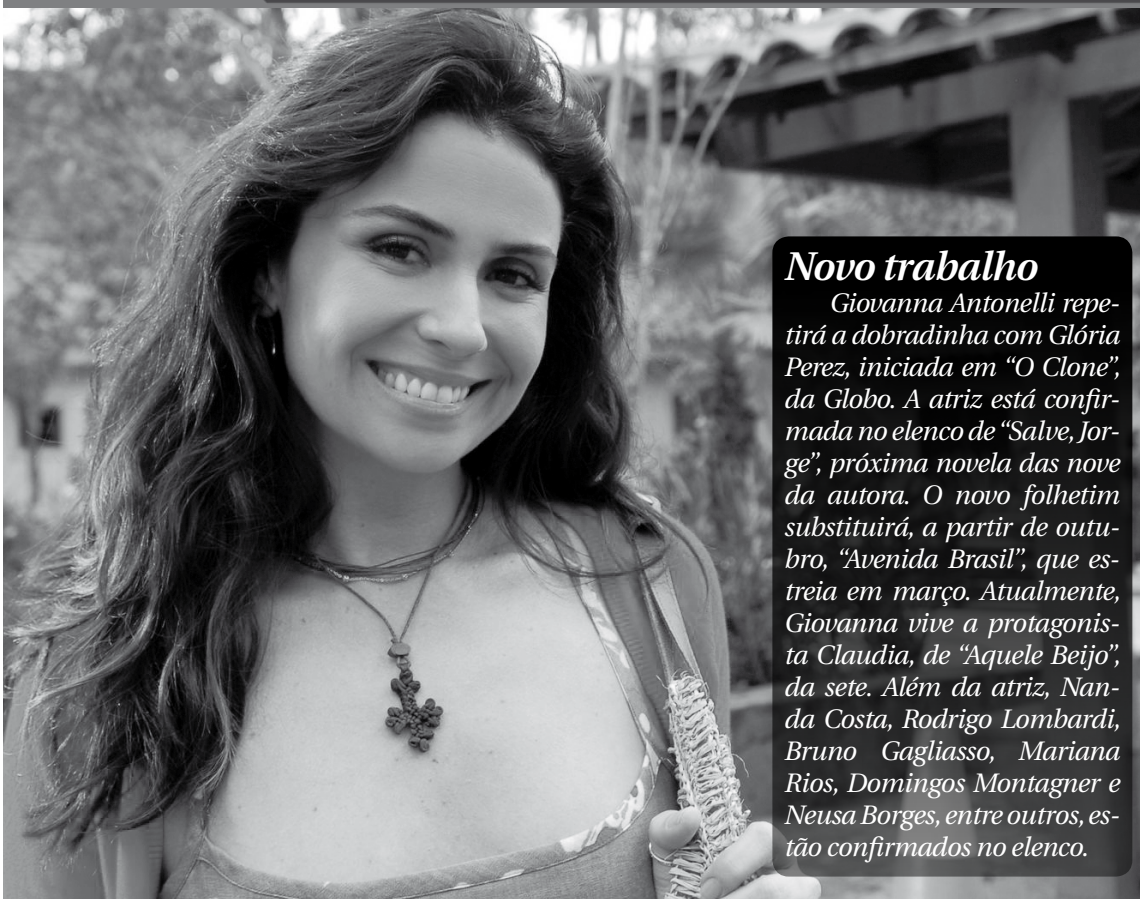 Novo trabalho
Giovanna Antonelli repe-
tirá a dobradinha com Glória
Perez, iniciada em “O Clone”,
da Globo. A atriz está confir-
mada no elenco de “Salve, Jor-
ge”, próxima novela das nove
da autora. O novo folhetim
substituirá, a partir de outu-
bro, “Avenida Brasil”, que es-
treia em março. Atualmente,
Giovanna vive a protagonis-
ta Claudia, de “Aquele Beijo”,
da sete. Além da atriz, Nan-
da Costa, Rodrigo Lombardi,
Bruno Gagliasso, Mariana
Rios, Domingos Montagner e
Neusa Borges, entre outros, es-
tão confirmados no elenco.